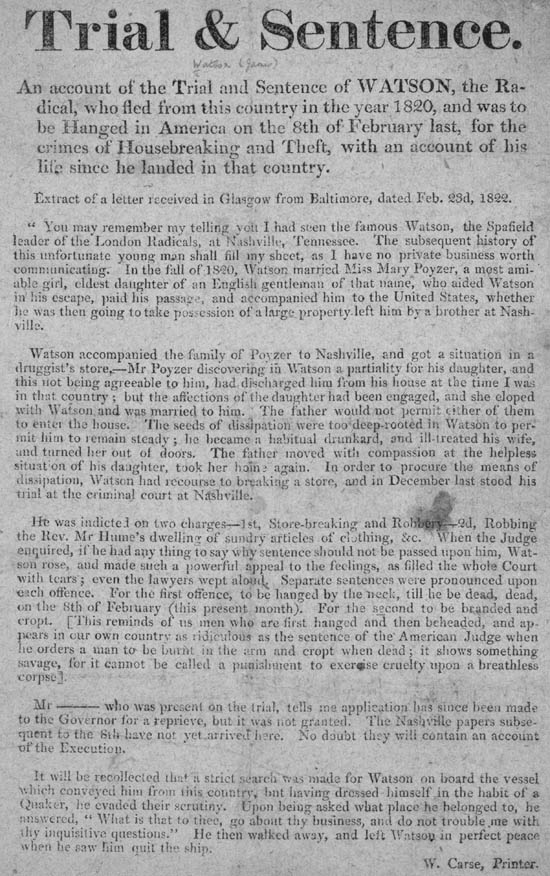 Trial & Sentence.
Watson (James)
An account of the Trial and Sentence of WATSON, the Ra-
dical, who fled from this country in the year 1820, and was to
be Hanged in America on the 8th of February last, for the
crimes of Housebreaking and Theft, with an account of his
life since he landed in that country.
Extract of a letter received in Glasgow from Baltimore, dated Feb. 23d, 1822.
" You may remember my telling you I had seen the famous Watson, the Spafield
leader of the London Radicals, at Nashville, Tennessee. The subsequent history of
this unfortunate young man shall fill my sheet, as I have no private business worth
communicating. In the fall of 1820, Watson married Miss Mary Poyzer, a most ami-
able girl, eldest daughter of an English gentleman of that name, who aided Watson
in his escape, paid his passage, and accompanied him to the United States, whether
he was then going to take possession of a large property left him by a brother at Nash-
ville.
Watson accompanied the family of Poyzer to Nashville, and got a situation in a
druggist's store,—Mr Poyzer discovering in Watson a partiality for his daughter, and
this not being agreeable to him, had discharged him from his house at the time I was
in that country ; but the affections of the daughter had been engaged, and she eloped
with Watson and was married to him. The father would not permit either of them
to enter the house. The seeds of dissipation were too deep-rooted in Watson to per-
mit him to remain steady ; he became a habitual drunkard, and ill-treated his wife,
and turned her out of doors. The father moved with compassion at the helpless
situation of his daughter, took her home again. In order to procure the means of
dissipation, Watson had recourse to breaking a store, and in December last stood his
trial at the criminal court at Nashville.
He was indicted on two charges—1st, Store-breaking and Robbery—2d, Robbing
the Rev. Mr Hume's dwelling of sundry articles of clothing, &c. When the Judge
enquired, if he had any thing to say why sentence should not be passed upon him, Wat-
son rose, and made such a powerful appeal to the feelings, as filled the whole Court
with tears ; even the lawyers wept aloud. Separate sentences were pronounced upon
each offence. For the first offence, to be hanged by the neck, till he be dead, dead,
on the 8th of February (this present month). For the second to be branded and
cropt. [This reminds of us men who are first hanged and then beheaded, and ap-
pears in our own country as ridiculous as the sentence of the American Judge when
he orders a man to be burnt in the arm and cropt when dead ; it shows something
savage, for it cannot be called a punishment to exercise cruelty upon a breathless
corpse].
Mr ——— who was present on the trial, tells me application has since been made
to the Governor for a reprieve, but it was not granted. The Nashville papers subse-
quent to the 8th have not yet arrived here. No doubt they will contain an account
of the Execution.
It will be recollected that a strict search was made for Watson on board the vessel
which conveyed him from this country, but having dressed himself in the habit of a
Quaker, he evaded their scrutiny. Upon being asked what place he belonged to, he
answered, " What is that to thee, go about thy business, and do not trouble me with
thy inquisitive questions." He then walked away, and left Watson in perfect peace
when he saw him quit the ship.
W. Carse, Printer.